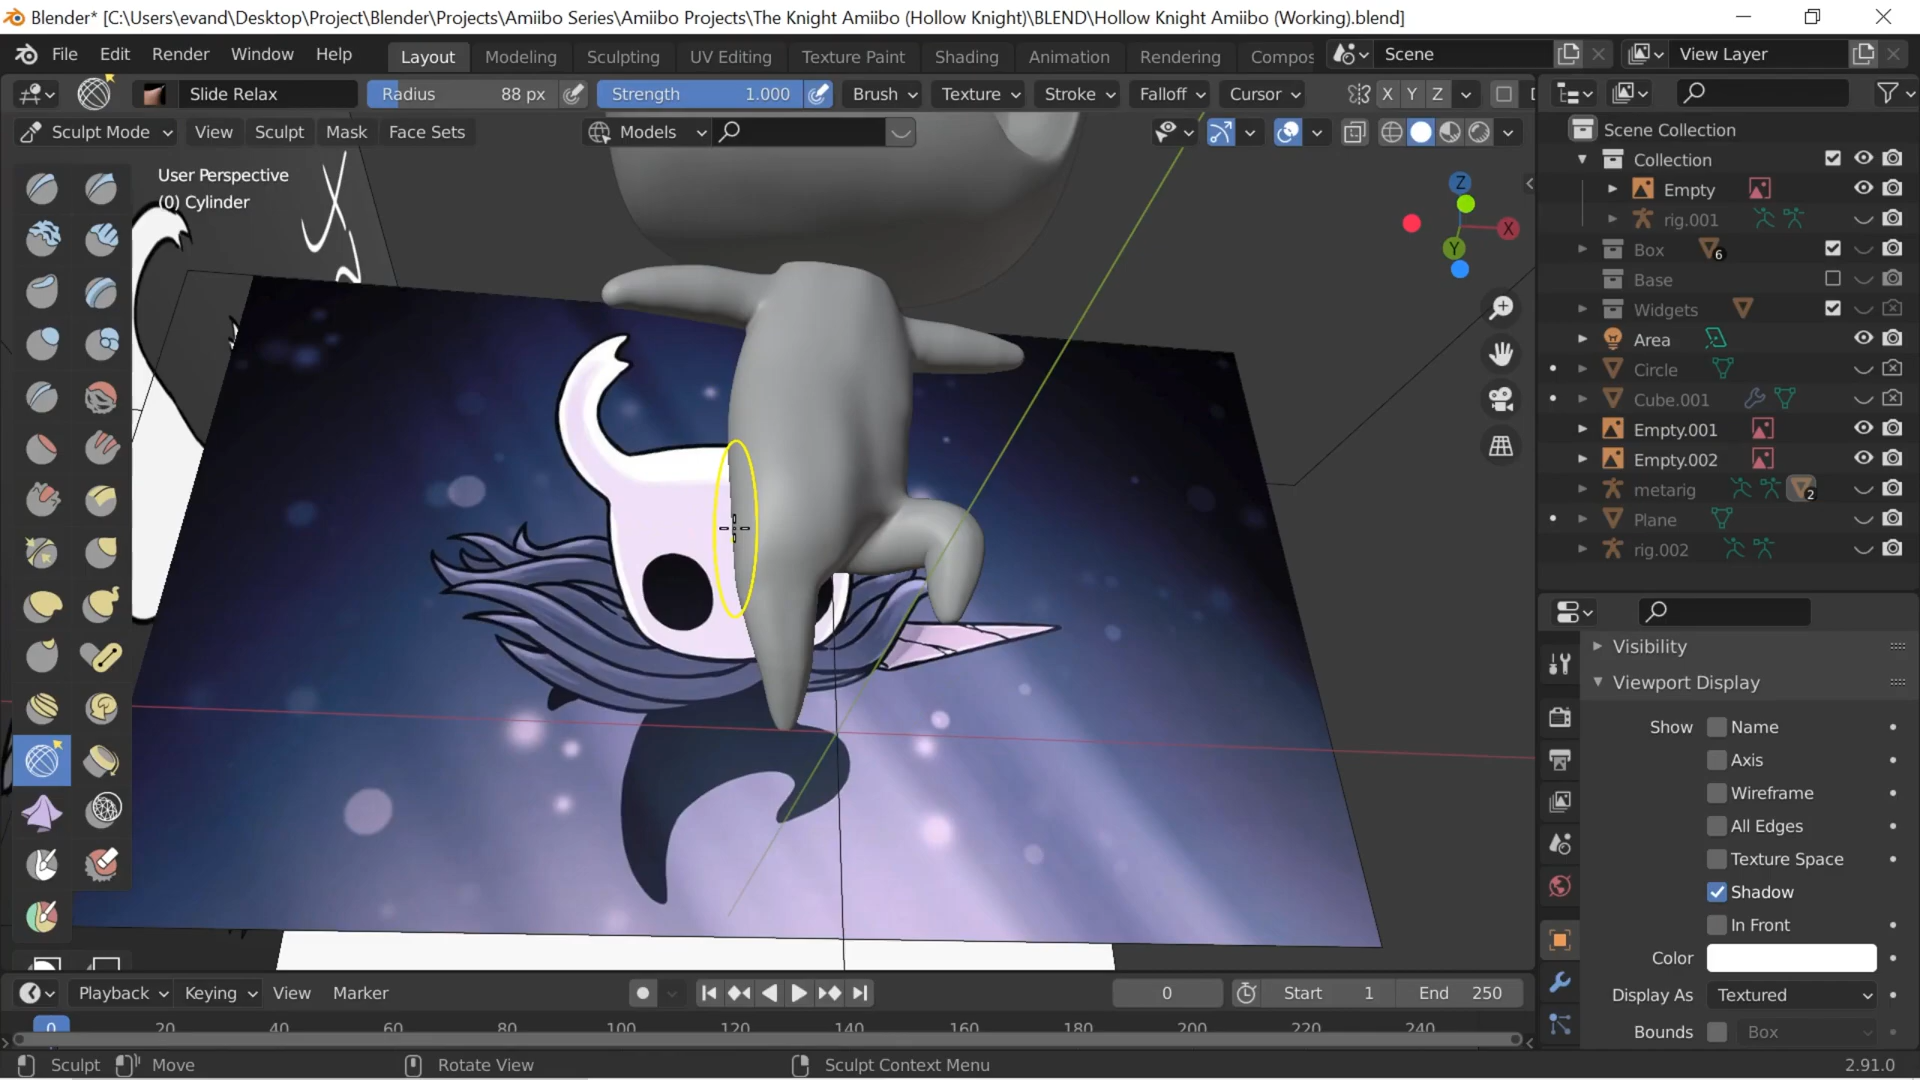 Blender* [C:\Users\evand\Desktop\Project\Blender\Projects\Amiibo Series\Amiibo Projects\The Knight Amiibo (Hollow Knight)\BLEND\Hollow Knight Amiibo (Working).blend]
File Edit Render Window Help Layout Modeling Sculpting UV Editing Texture Paint Shading Animation Rendering Compos Scene View Layer
Slide Relax Radius 88 px Strength 1.000 Brush Texture Stroke Falloff Cursor X Y Z
Sculpt Mode View Sculpt Mask Face Sets Models
User Perspective
(0) Cylinder
Z
X
Y
Scene Collection
Collection
Empty
rig.001
Box 6
Base
Widgets
Area
Circle
Cube.001
Empty.001
Empty.002
metarig 2
Plane
rig.002
Visibility
Viewport Display
Show Name
Axis
Wireframe
All Edges
Texture Space
Shadow
In Front
Color
Display As Textured
Bounds Box
Playback Keying View Marker 0 Start 1 End 250
0 20 40 60 80 100 120 140 160 180 200 220 240
Sculpt Move Rotate View Sculpt Context Menu 2.91.0